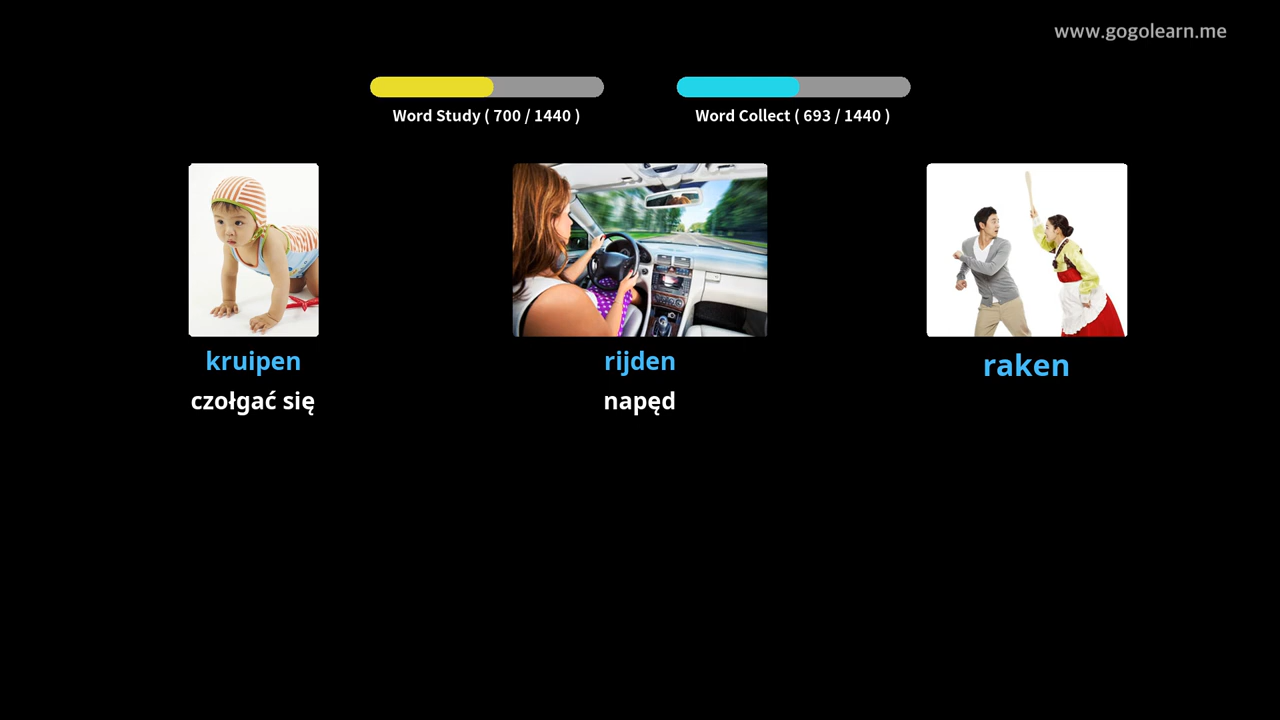 www.gogolearn.me
Word Study ( 700 / 1440 )
Word Collect ( 693 / 1440 )
kruipen
czołgać się
rijden
napęd
raken